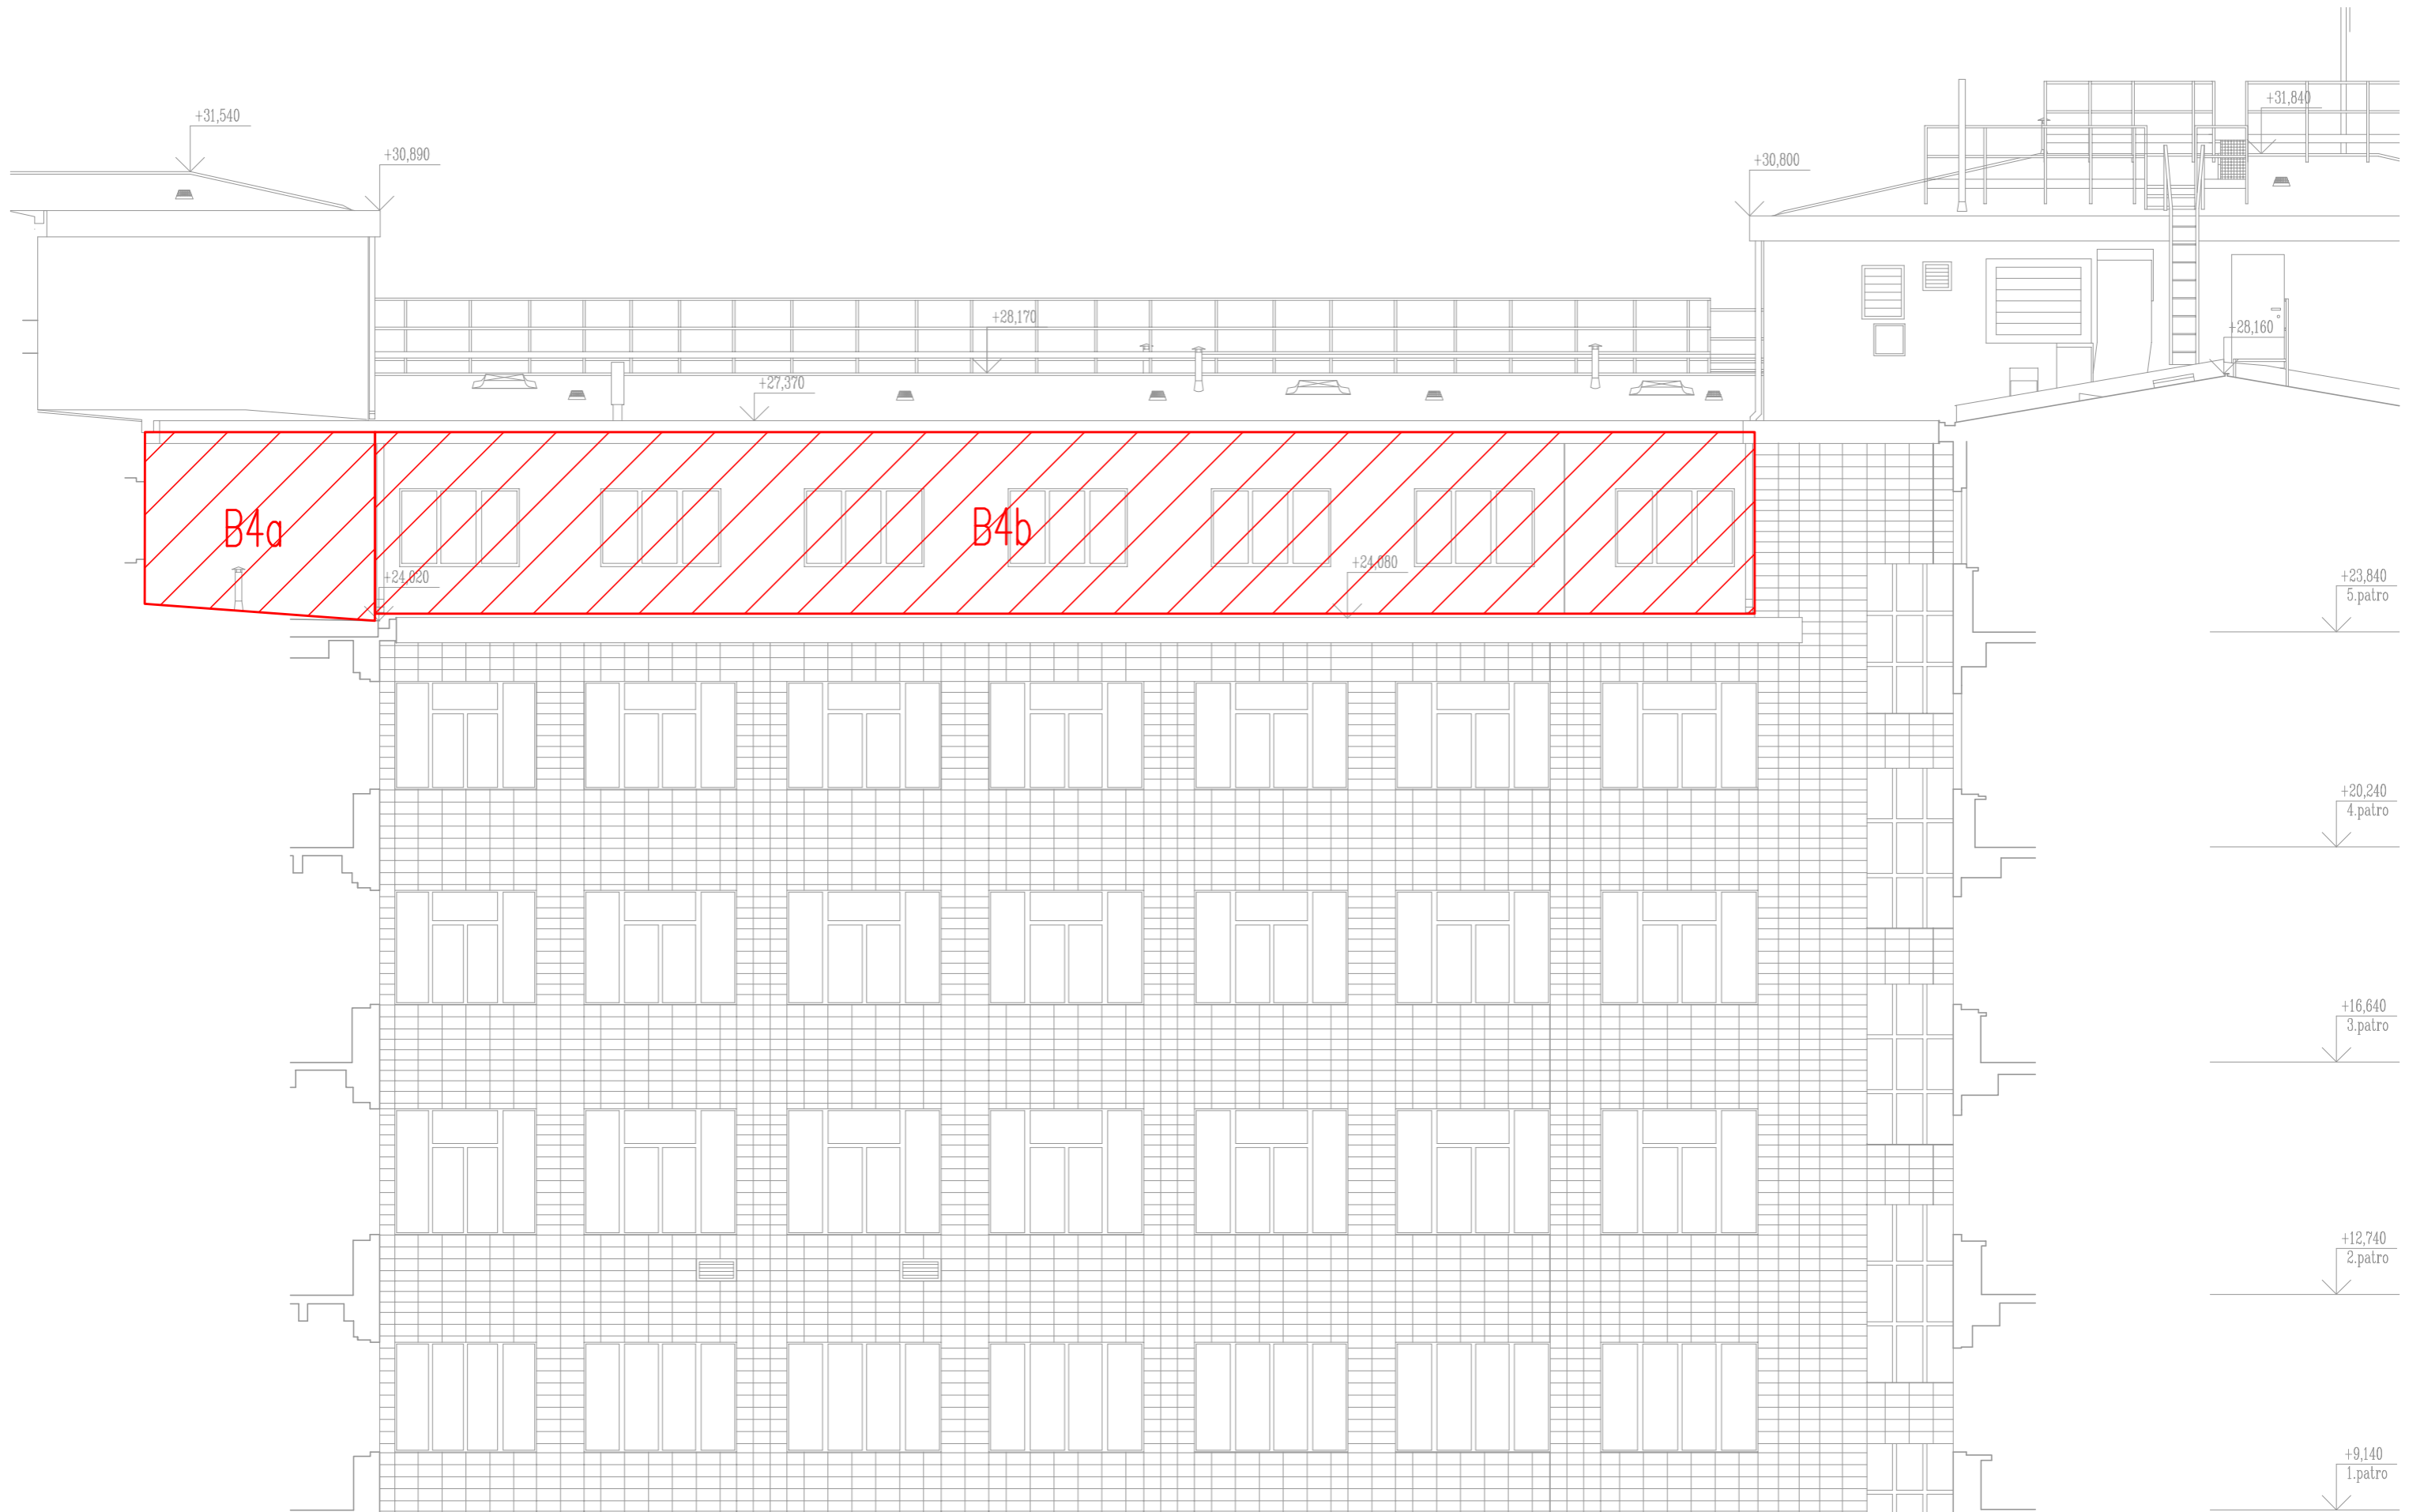 +31,840
+31,540
+30,890
+30,800
+28,170
+28,160
+27,370
B4a
B4b
+24,020
+24,080
+23,840
5.patro
+20,240
4.patro
+16,640
3.patro
+12,740
2.patro
+9,140
1.patro